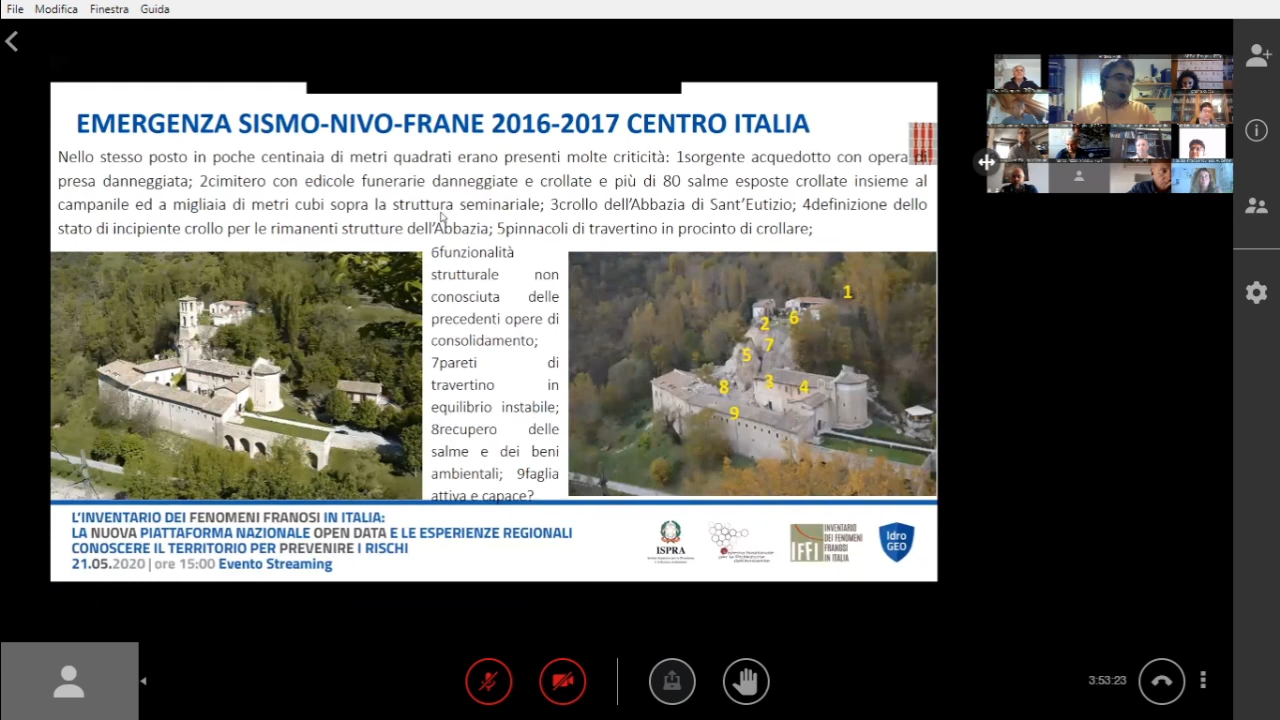 File Modifica Finestra Guida
EMERGENZA SISMO-NIVO-FRANE 2016-2017 CENTRO ITALIA
Nello stesso posto in poche centinaia di metri quadrati erano presenti molte criticità: 1sorgente acquedotto con opera di
presa danneggiata; 2cimitero con edicole funerarie danneggiate e crollate e più di 80 salme esposte crollate insieme al
campanile ed a migliaia di metri cubi sopra la struttura seminariale; 3crollo dell'Abbazia di Sant'Eutizio; 4definizione dello
stato di incipiente crollo per le rimanenti strutture dell'Abbazia; 5pinnacoli di travertino in procinto di crollare;
6funzionalità
strutturale non
conosciuta delle
precedenti opere di
consolidamento;
7pareti di
travertino in
equilibrio instabile;
8recupero delle
salme e dei beni
ambientali; 9faglia
attiva e capace?
1
2
6
7
5
3
4
8
9
L'INVENTARIO DEI FENOMENI FRANOSI IN ITALIA:
LA NUOVA PIATTAFORMA NAZIONALE OPEN DATA E LE ESPERIENZE REGIONALI
CONOSCERE IL TERRITORIO PER PREVENIRE I RISCHI
21.05.2020 | ore 15:00 Evento Streaming
ISPRA
IFFI
INVENTARIO
DEI FENOMENI
FRANOSI
IN ITALIA
Idro
GEO
3:53:23